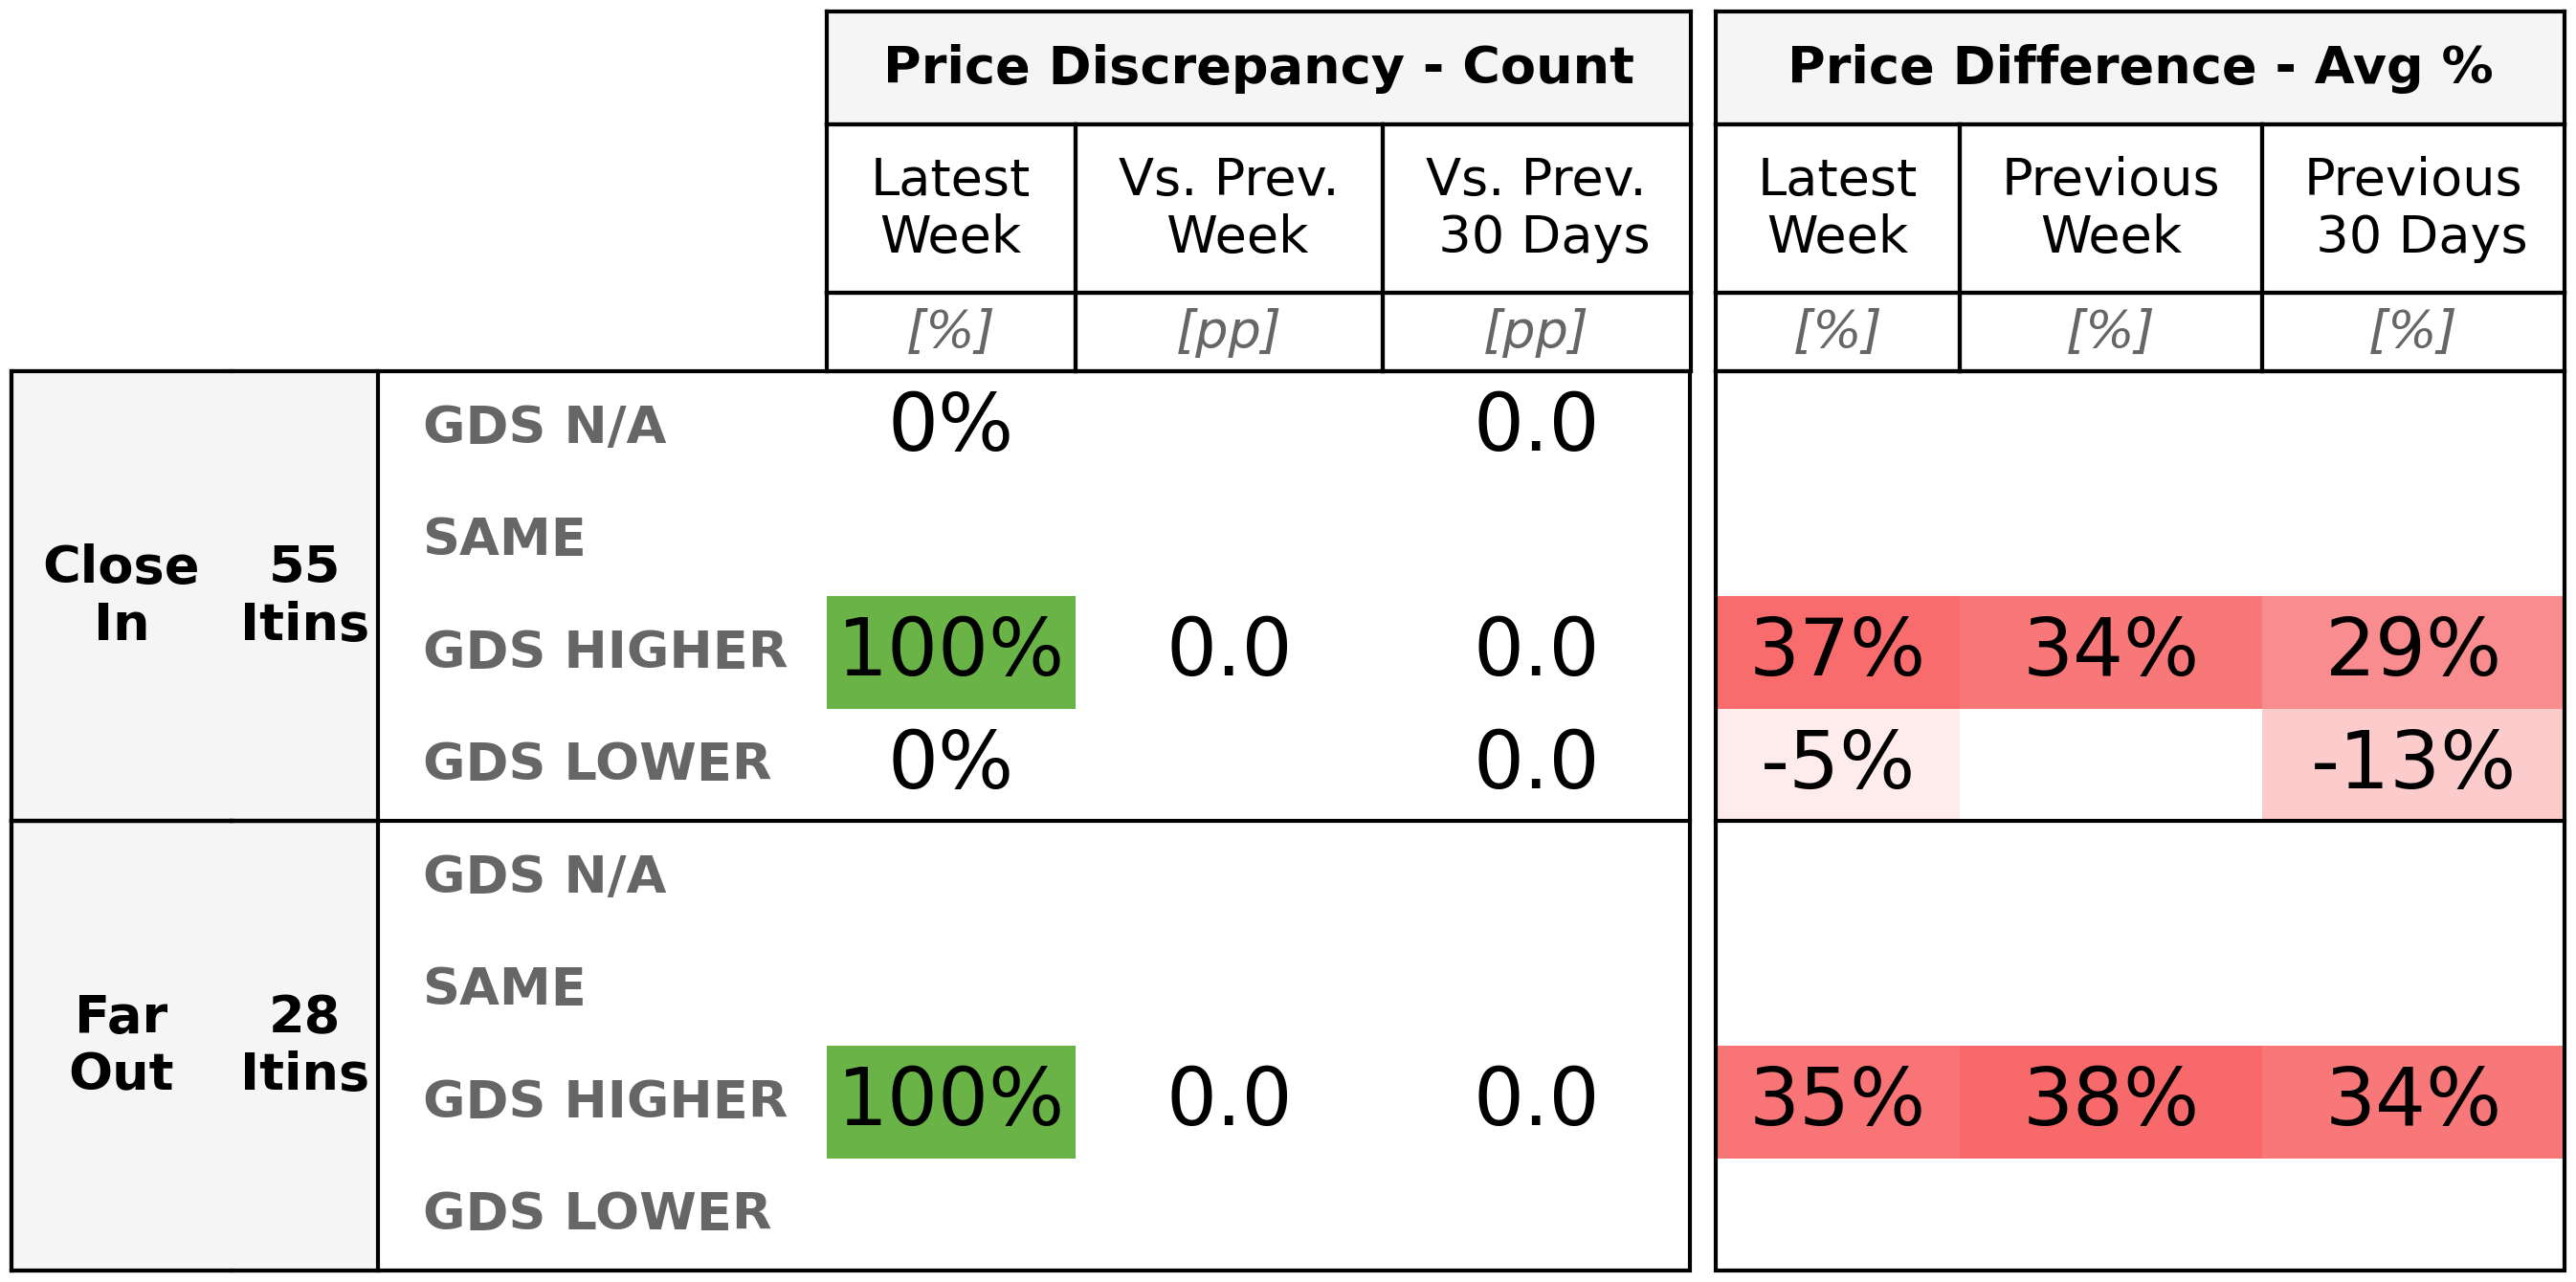 Price Discrepancy - Count Price Difference - Avg %
Latest Week Vs. Prev. Week Vs. Prev. 30 Days Latest Week Previous Week Previous 30 Days
[%] [pp] [pp] [%] [%] [%]
Close In 55 Itins
GDS N/A 0% 0.0
SAME
GDS HIGHER 100% 0.0 0.0 37% 34% 29%
GDS LOWER 0% 0.0 -5% -13%
Far Out 28 Itins
GDS N/A
SAME
GDS HIGHER 100% 0.0 0.0 35% 38% 34%
GDS LOWER